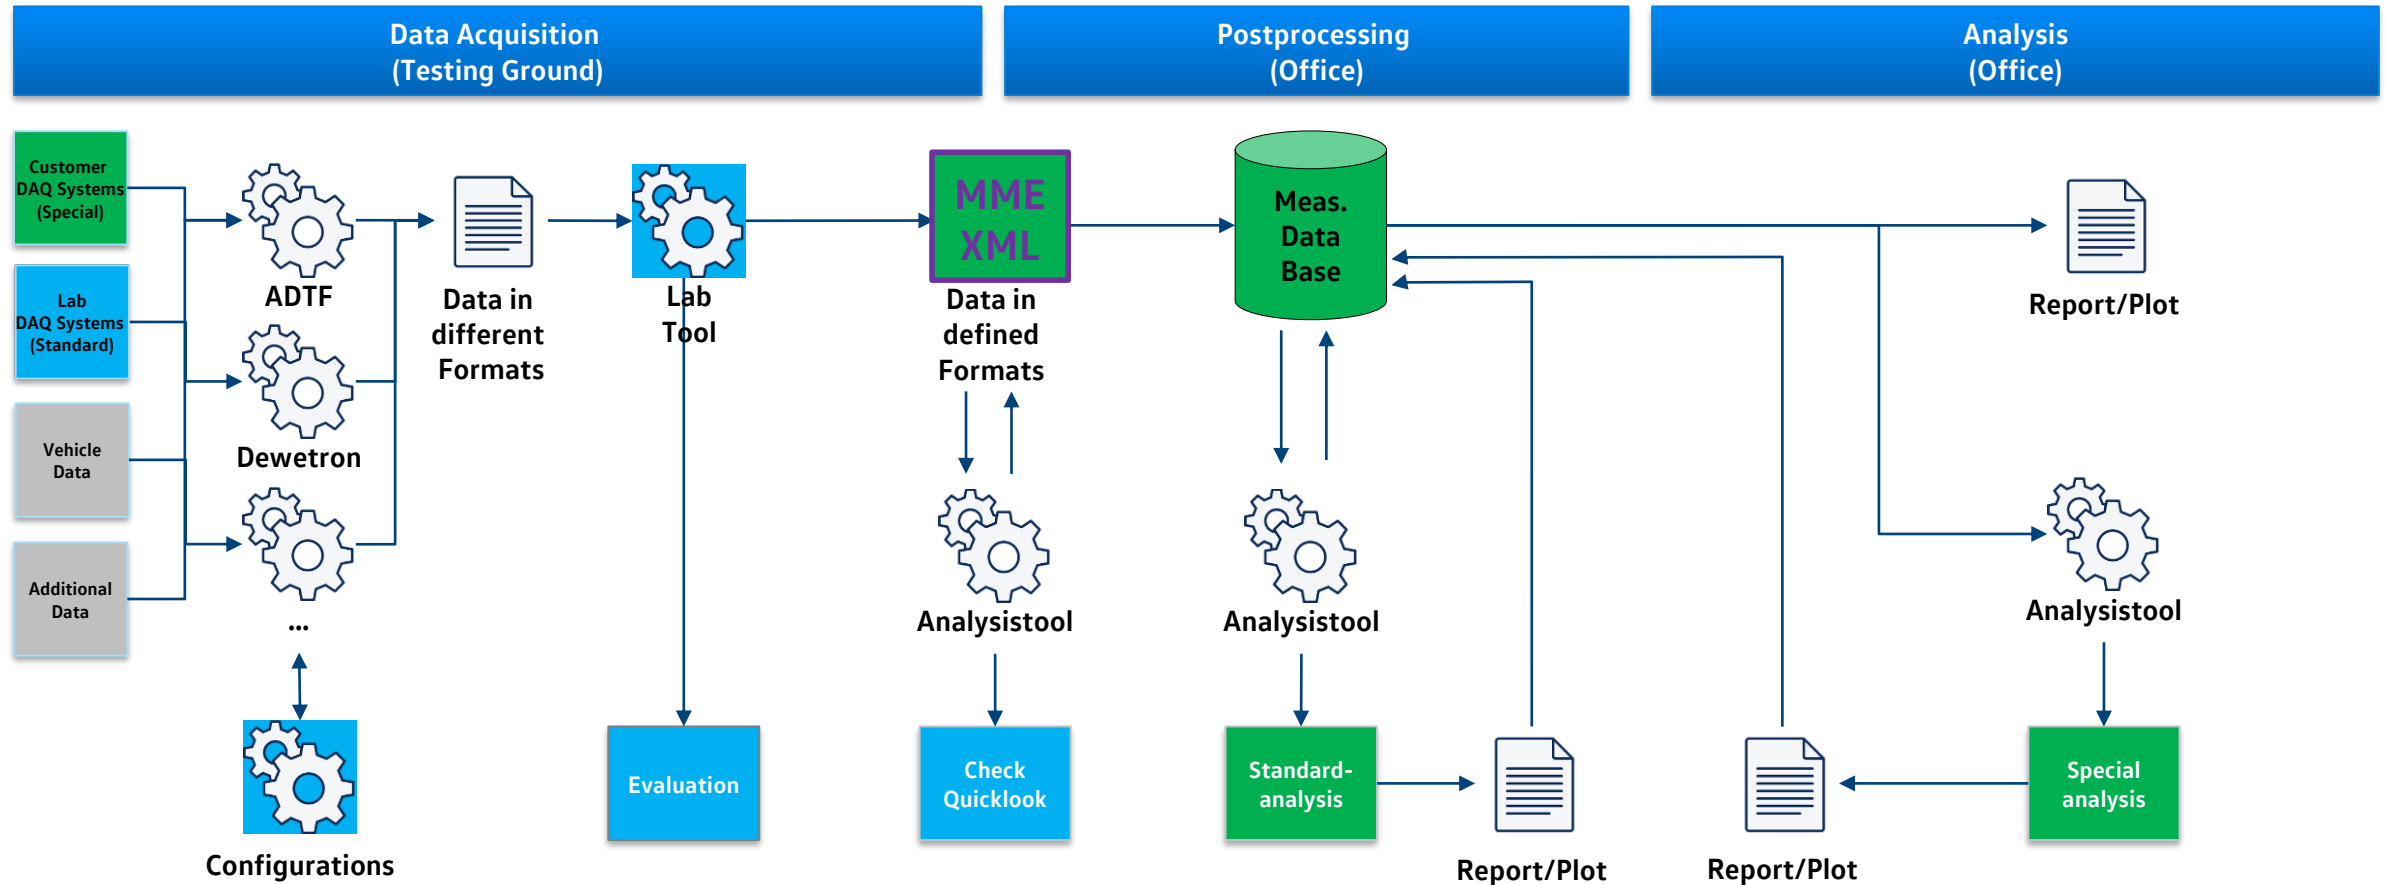 Data Acquisition
(Testing Ground)
Postprocessing
(Office)
Analysis
(Office)
Customer
DAQ Systems
(Special)
Lab
DAQ Systems
(Standard)
Vehicle
Data
Additional
Data
ADTF
Dewetron
...
Configurations
Data in
different
Formats
Lab
Tool
Evaluation
MME
XML
Data in
defined
Formats
Analysistool
Check
Quicklook
Meas.
Data
Base
Analysistool
Standard-
analysis
Report/Plot
Report/Plot
Report/Plot
Analysistool
Special
analysis